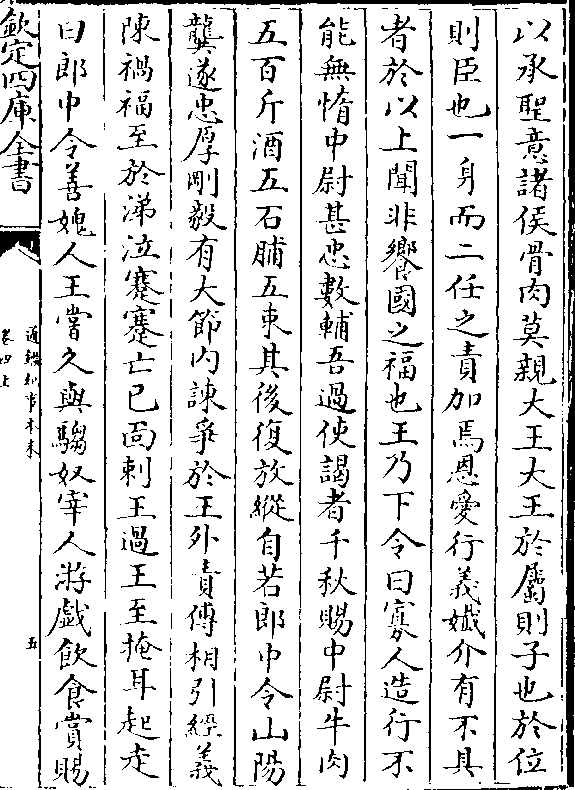 以承聖意諸侯骨肉莫親大王大王於屬則子也於位
則臣也一身而二任之責加焉恩愛行義孅介有不具
者於以上聞非饗國之福也王乃下令曰寡人造行不
能無惰中尉甚忠數輔吾過使謁者千秋賜中尉牛肉
五百斤酒五石脯五束其後復放縱自若郎中令山陽
龔遂忠厚剛毅有大節内諫爭於王外責傅相引經義
陳禍福至於涕泣蹇蹇亡已面刺王過王至掩耳起走
曰郎中令善媿人王嘗久與騶奴宰人游戲飲食賞賜
欽定四庫全書
通鑑紀事本末
卷四上
五